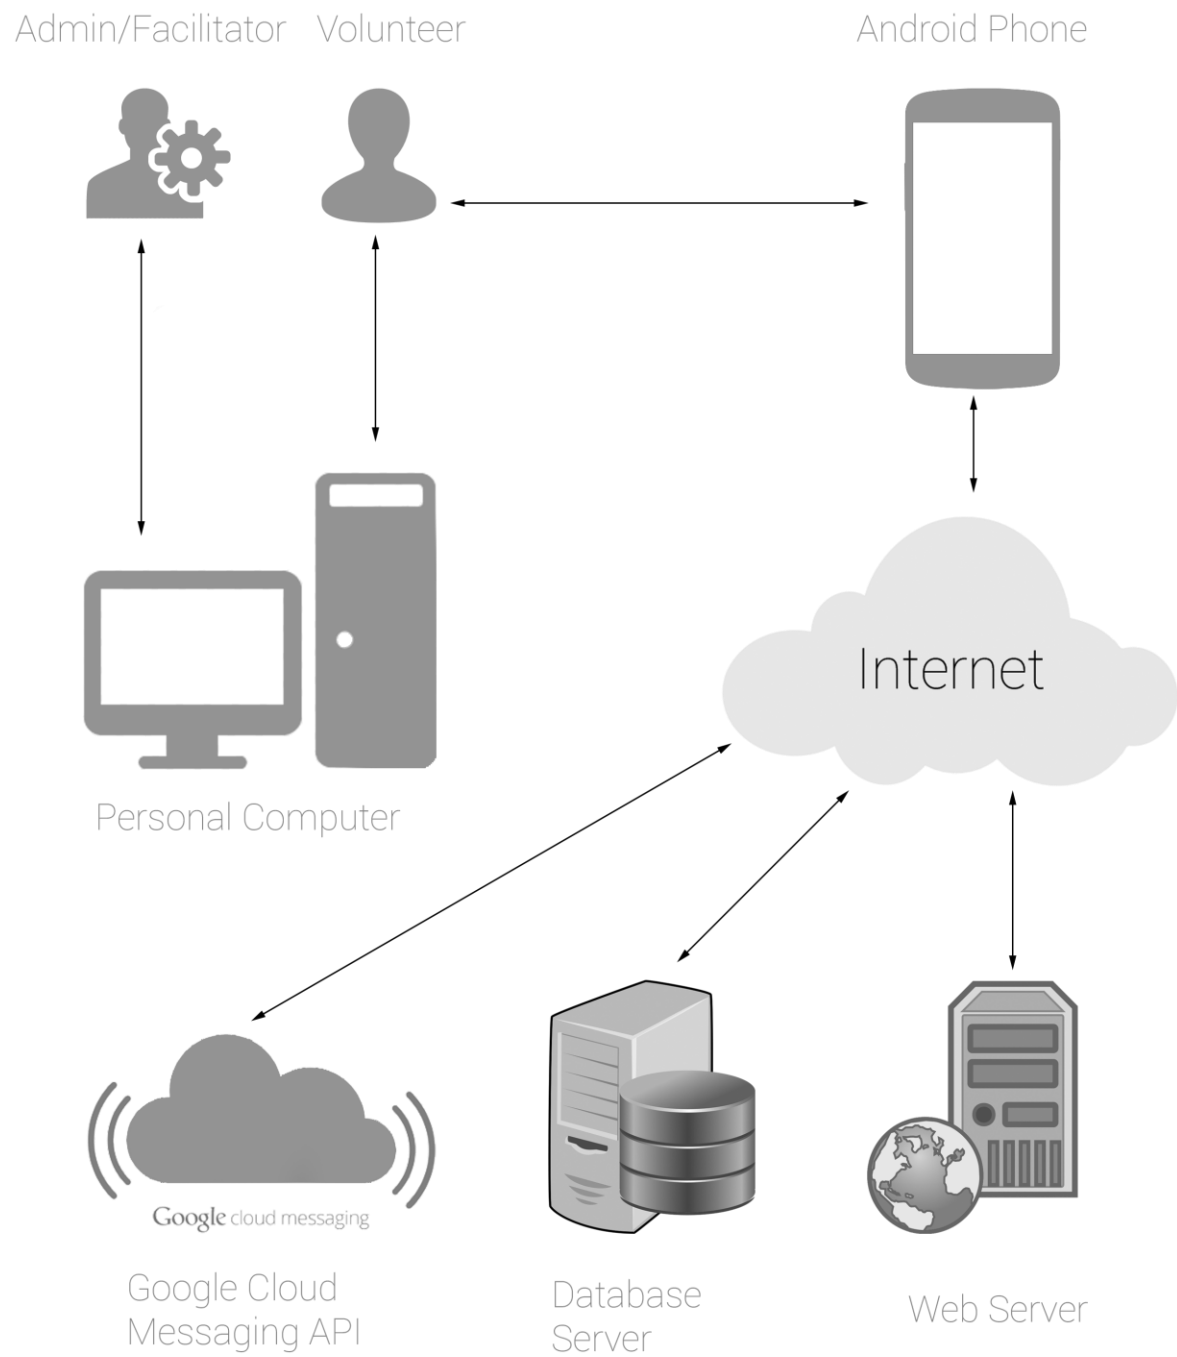 Admin/Facilitator
Volunteer
Android Phone
Internet
Personal Computer
Google cloud messaging
Google Cloud
Messaging API
Database
Server
Web Server